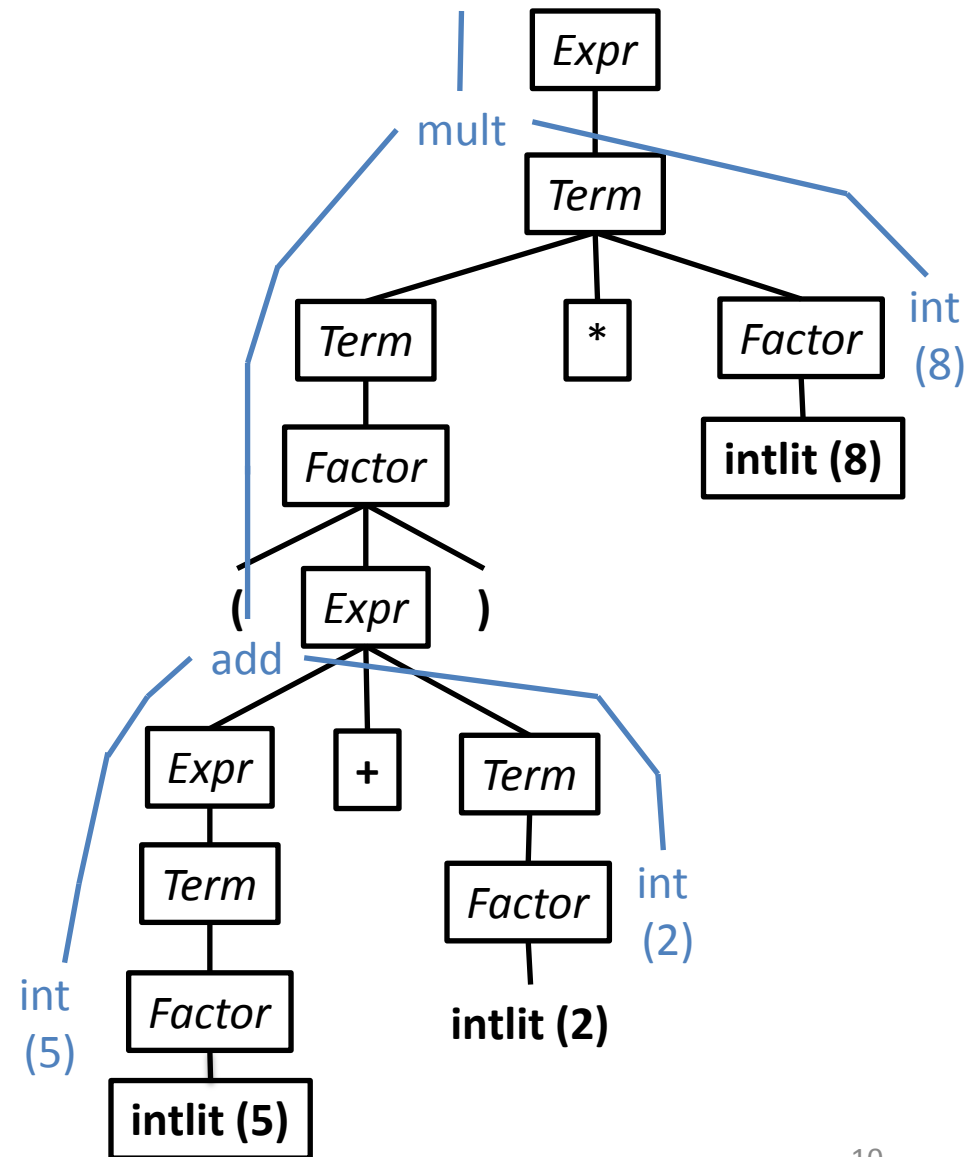 Expr
mult
Term
Term
*
Factor
int
(8)
Factor
intlit (8)
(
Expr
)
add
Expr
+
Term
Term
Factor
int
(2)
int
(5)
Factor
intlit (2)
intlit (5)
10